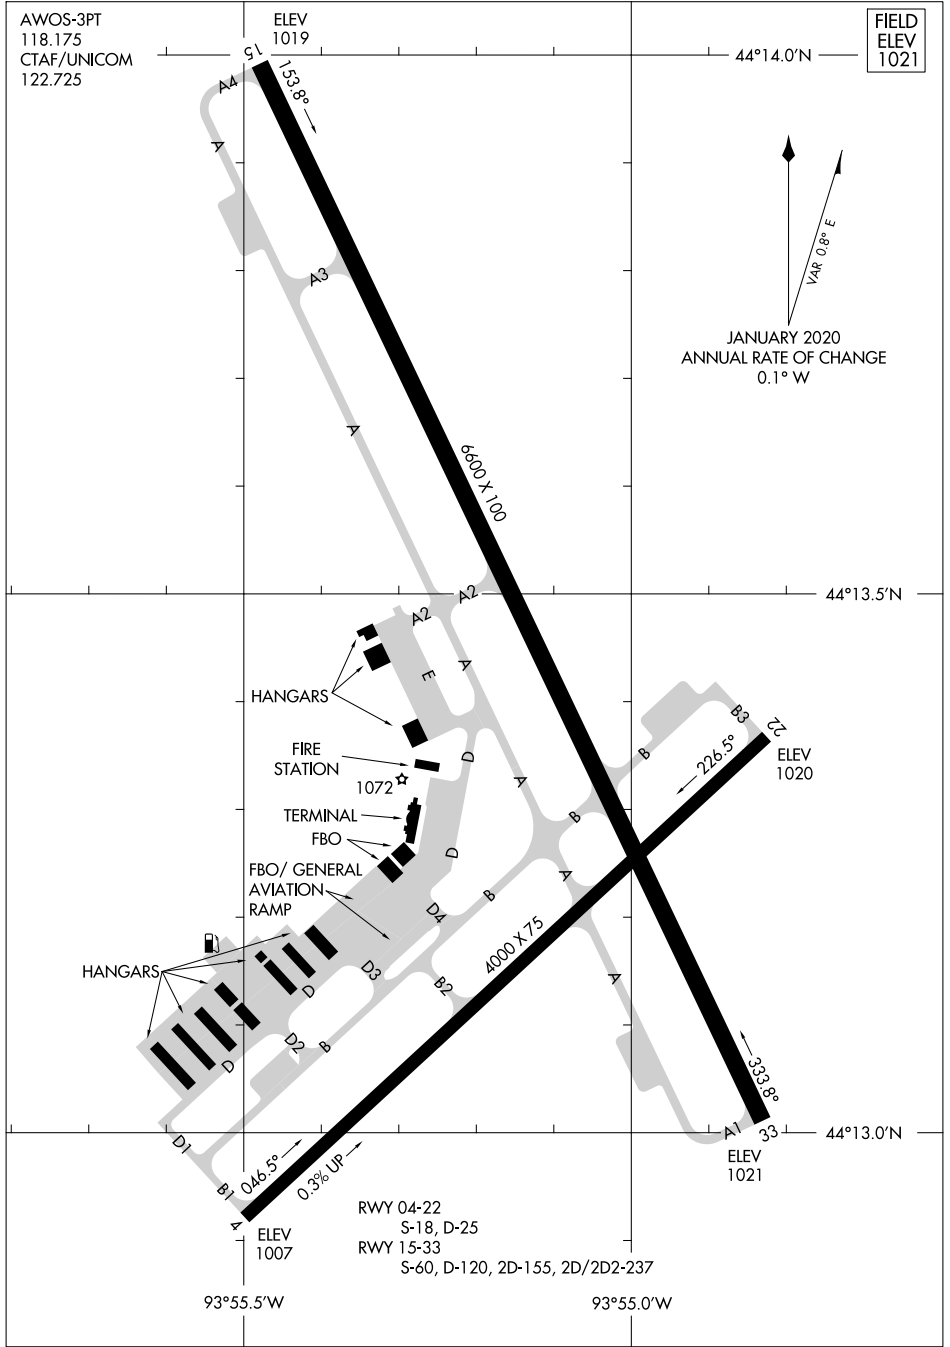 AWOS-3PT
118.175
CTAF/UNICOM
122.725
ELEV
1019
FIELD
ELEV
1021
44°14.0'N
15
153.8°
A4
A
A3
VAR 0.8° E
JANUARY 2020
ANNUAL RATE OF CHANGE
0.1° W
A
6600 X 100
44°13.5'N
A2
A2
A
E
HANGARS
B3
22
ELEV
1020
226.5°
B
FIRE
STATION
D
1072
A
TERMINAL
B
FBO
D
FBO/ GENERAL
AVIATION
RAMP
A
B
D4
4000 X 75
HANGARS
D3
B2
A
D
D2
B
D
333.8°
A1
33
44°13.0'N
ELEV
1021
D1
B1
046.5°
0.3% UP
4
ELEV
1007
RWY 04-22
S-18, D-25
RWY 15-33
S-60, D-120, 2D-155, 2D/2D2-237
93°55.5'W
93°55.0'W